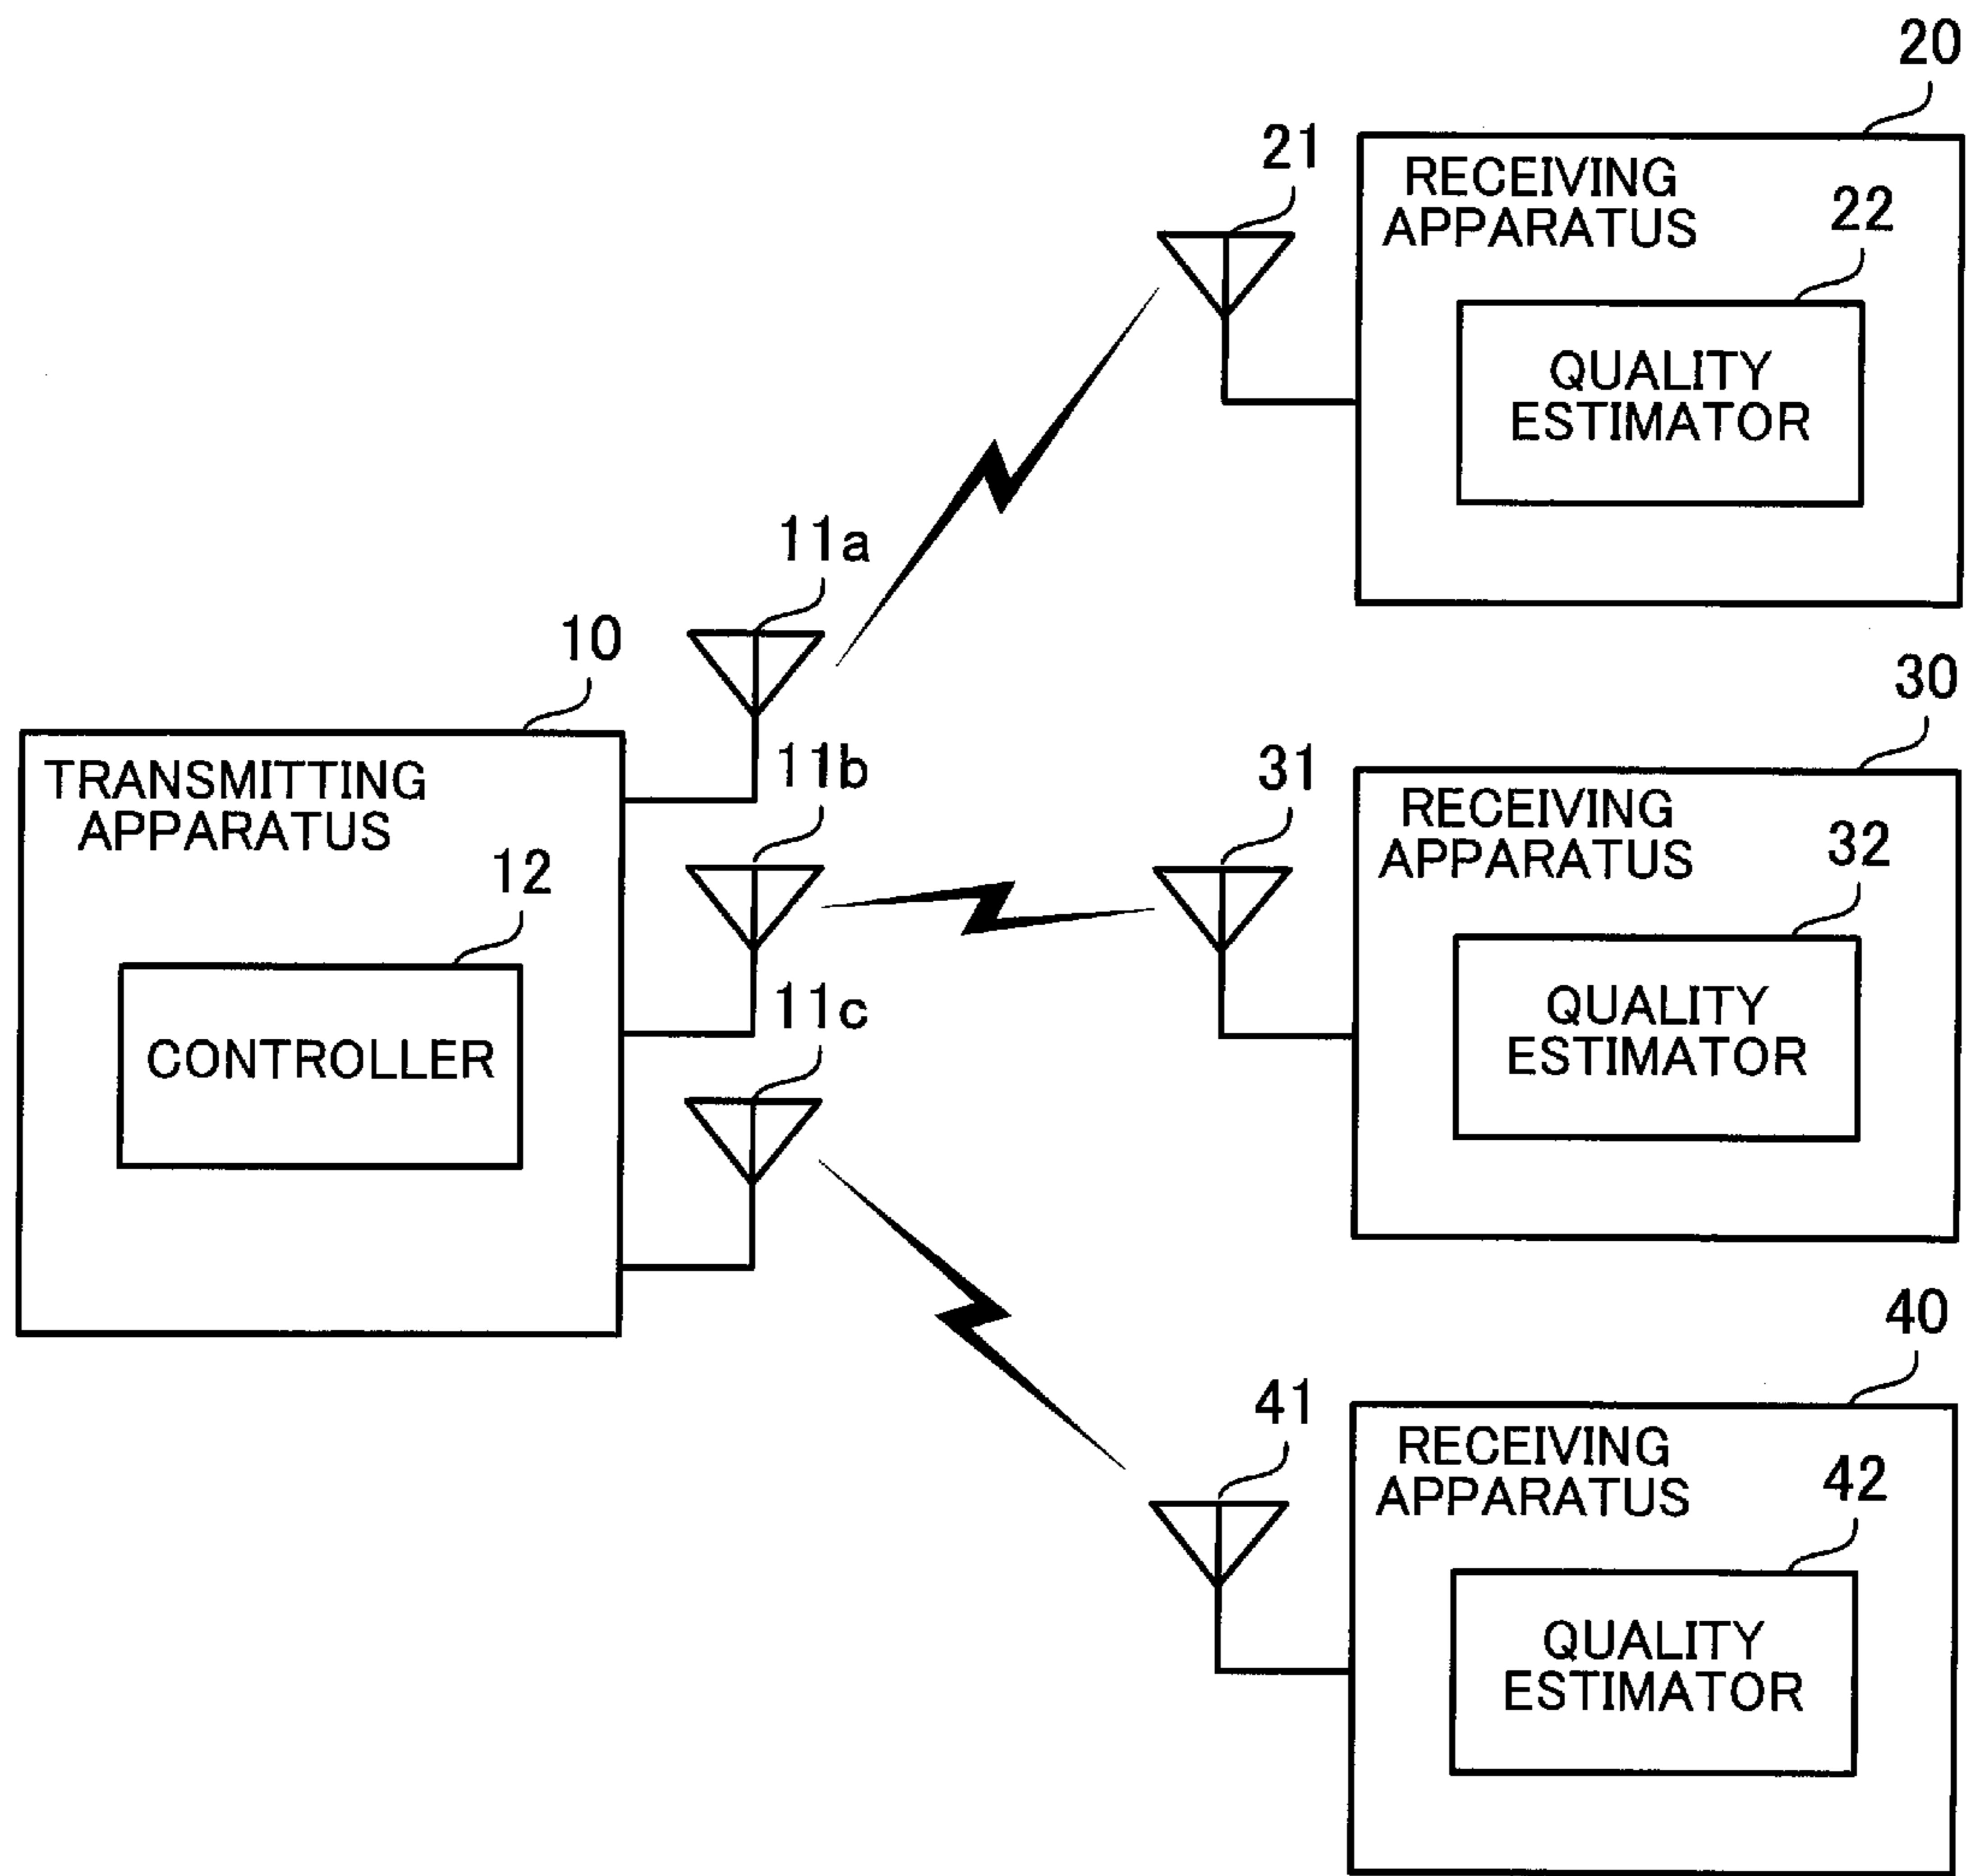 20
21
RECEIVING
APPARATUS
22
QUALITY
ESTIMATOR
11a
10
TRANSMITTING
APPARATUS
12
CONTROLLER
11b
11c
30
31
RECEIVING
APPARATUS
32
QUALITY
ESTIMATOR
40
41
RECEIVING
APPARATUS
42
QUALITY
ESTIMATOR